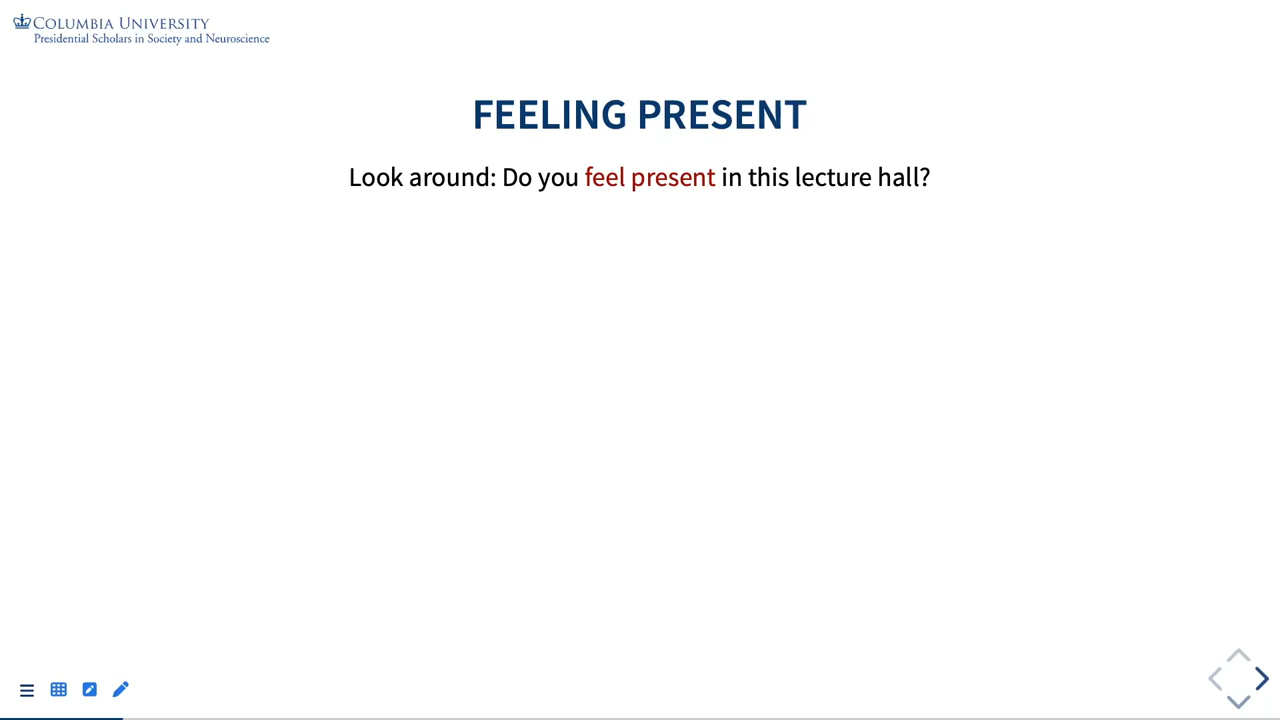 COLUMBIA UNIVERSITY
Presidential Scholars in Society and Neuroscience
FEELING PRESENT
Look around: Do you feel present in this lecture hall?